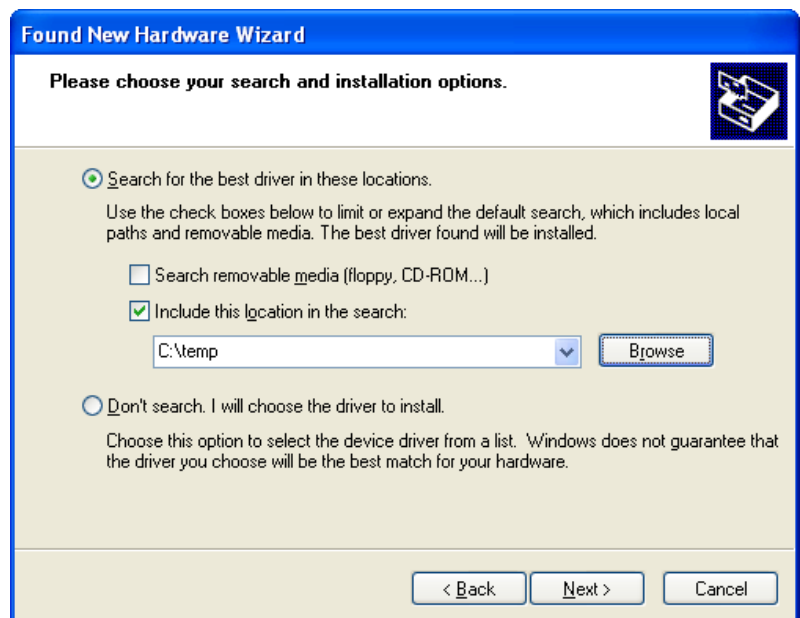 Found New Hardware Wizard
Please choose your search and installation options.
Search for the best driver in these locations.
Use the check boxes below to limit or expand the default search, which includes local
paths and removable media. The best driver found will be installed.
Search removable media (floppy, CD-ROM...)
Include this location in the search:
C:\temp
Browse
Don't search. I will choose the driver to install.
Choose this option to select the device driver from a list. Windows does not guarantee that
the driver you choose will be the best match for your hardware.
< Back
Next >
Cancel